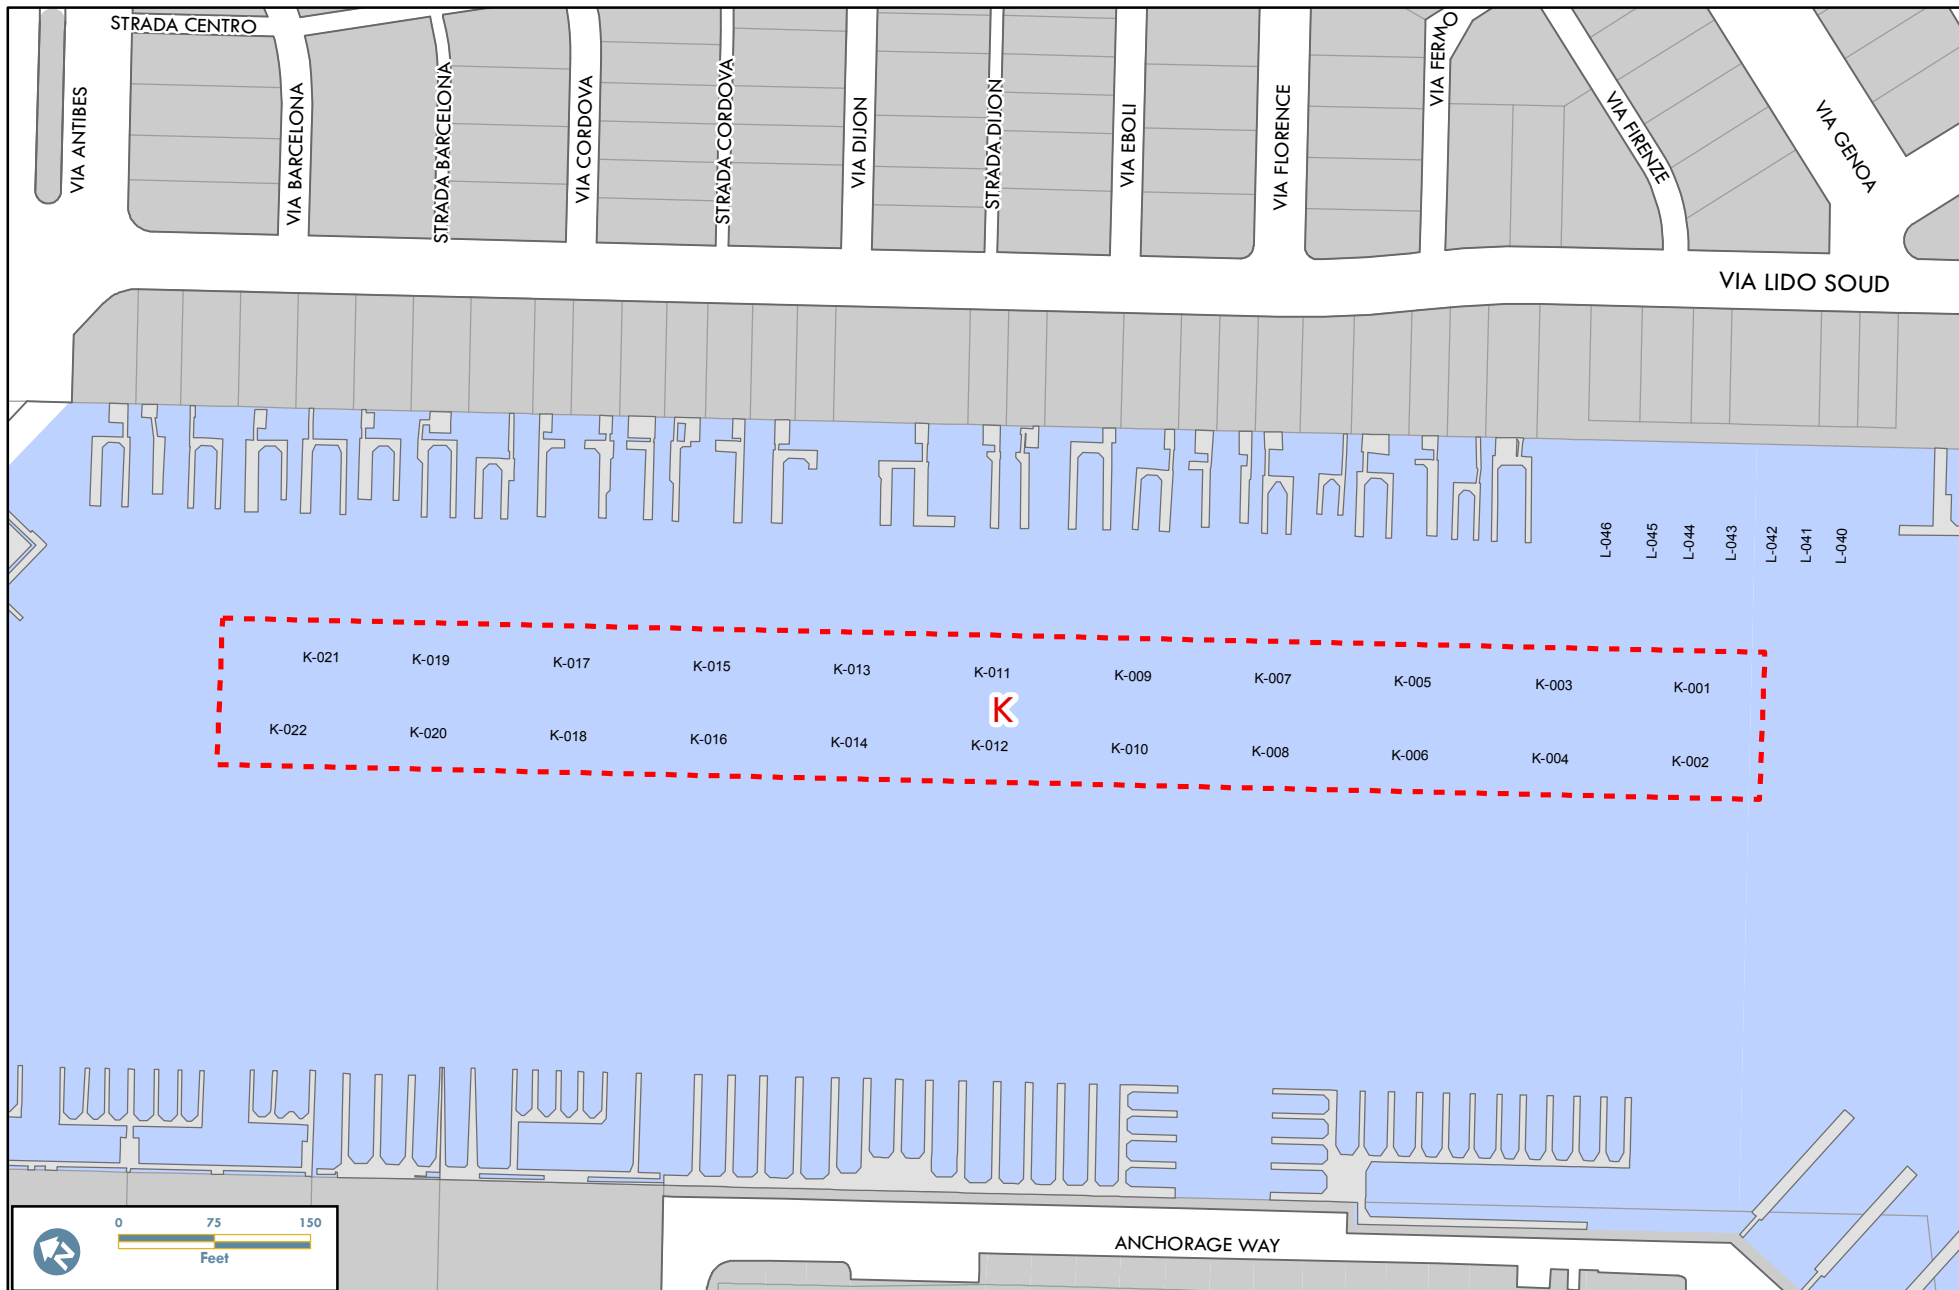 STRADA CENTRO
VIA ANTIBES
VIA BARCELONA
STRADA BARCELONA
VIA CORDOVA
STRADA CORDOVA
VIA DIJON
STRADA DIJON
VIA EBOLI
VIA FLORENCE
VIA FERMO
VIA FIRENZE
VIA GENOA
VIA LIDO SOUD
L-046
L-045
L-044
L-043
L-042
L-041
L-040
K-021
K-019
K-017
K-015
K-013
K-011
K-009
K-007
K-005
K-003
K-001
K
K-022
K-020
K-018
K-016
K-014
K-012
K-010
K-008
K-006
K-004
K-002
ANCHORAGE WAY
N
0 75 150
Feet